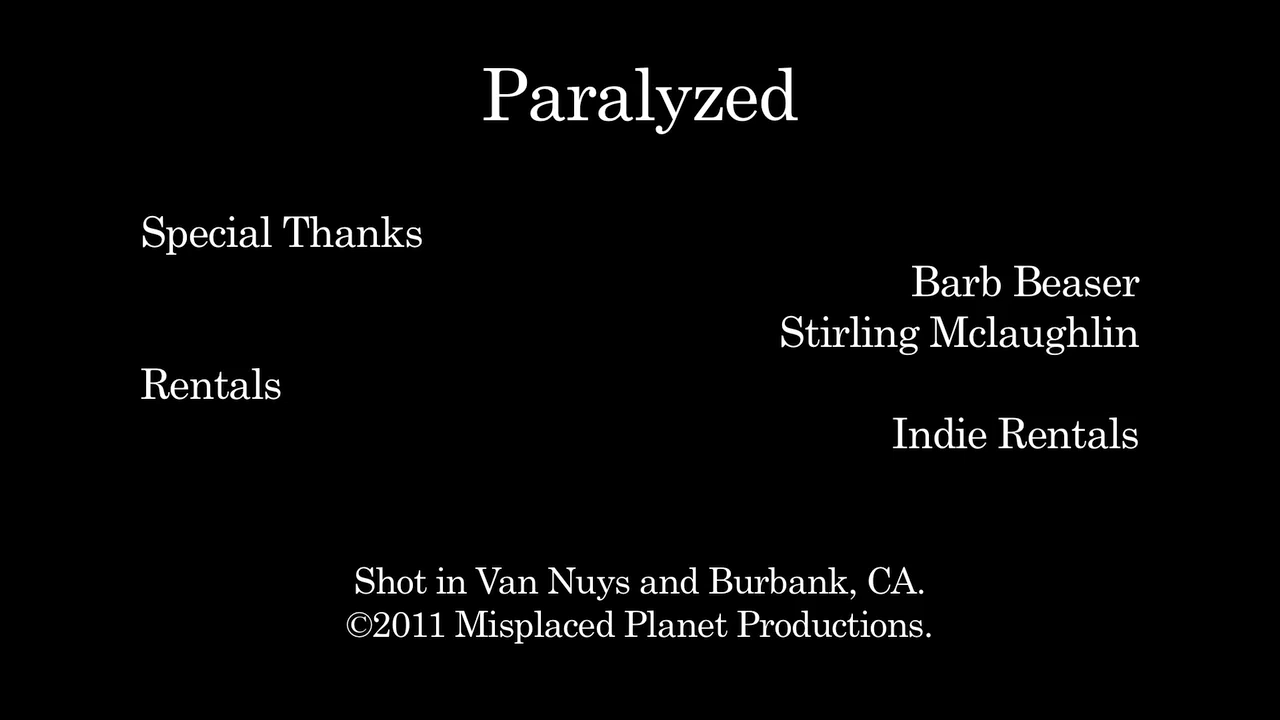 Paralyzed
Special Thanks
Barb Beaser
Stirling Mclaughlin
Rentals
Indie Rentals
Shot in Van Nuys and Burbank, CA.
©2011 Misplaced Planet Productions.